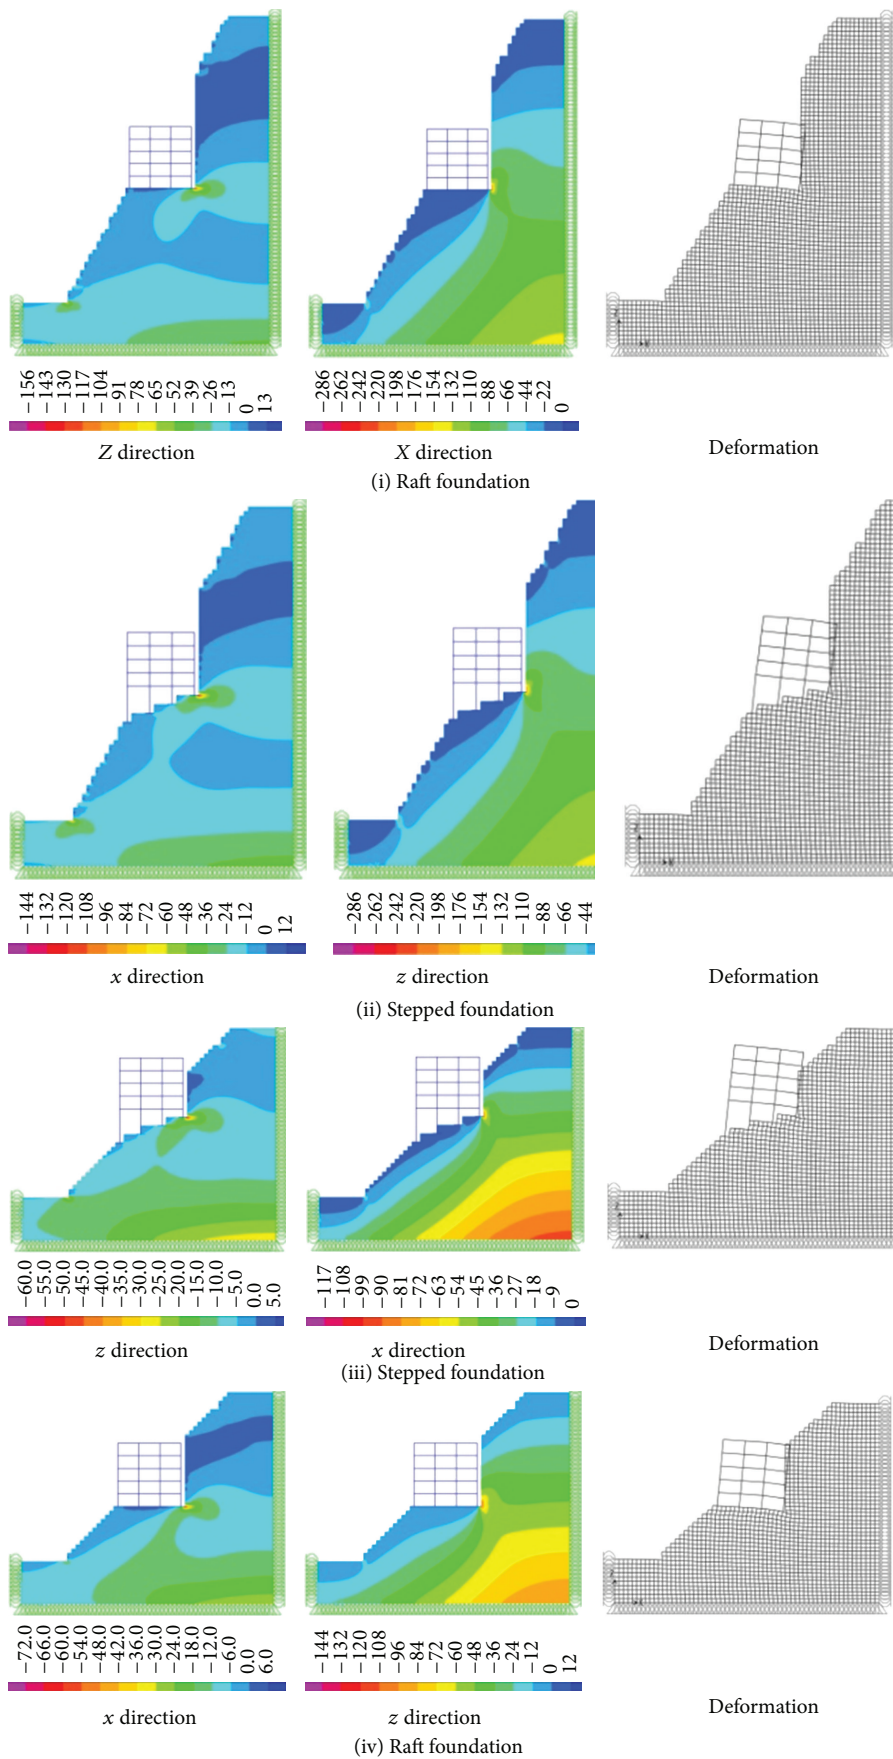 −156 −143 −130 −117 −104 −91 −78 −65 −52 −39 −26 −13 0 13
−286 −262 −242 −220 −198 −176 −154 −132 −110 −88 −66 −44 −22 0
Z direction
X direction
Deformation
(i) Raft foundation
−144 −132 −120 −108 −96 −84 −72 −60 −48 −36 −24 −12 0 12
−286 −262 −242 −220 −198 −176 −154 −132 −110 −88 −66 −44
x direction
z direction
Deformation
(ii) Stepped foundation
−60.0 −55.0 −50.0 −45.0 −40.0 −35.0 −30.0 −25.0 −20.0 −15.0 −10.0 −5.0 0.0 5.0
−117 −108 −99 −90 −81 −72 −63 −54 −45 −36 −27 −18 −9 0
z direction
x direction
Deformation
(iii) Stepped foundation
−72.0 −66.0 −60.0 −54.0 −48.0 −42.0 −36.0 −30.0 −24.0 −18.0 −12.0 −6.0 0.0 6.0
−144 −132 −120 −108 −96 −84 −72 −60 −48 −36 −24 −12 0 12
x direction
z direction
Deformation
(iv) Raft foundation